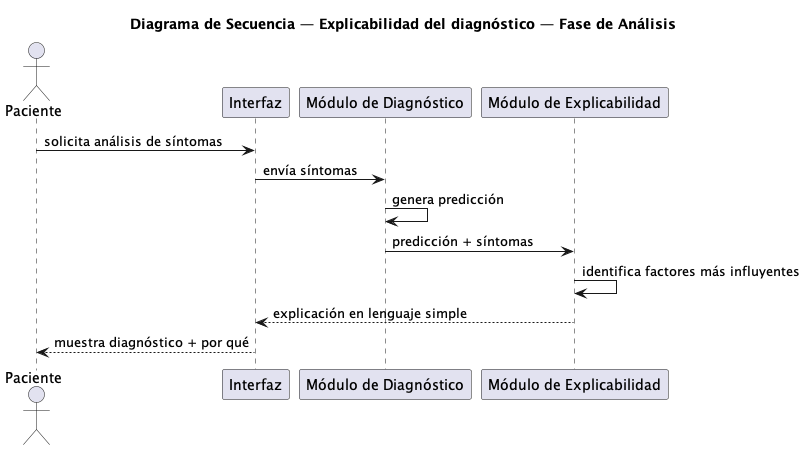 Diagrama de Secuencia — Explicabilidad del diagnóstico — Fase de Análisis
Paciente
Interfaz
Módulo de Diagnóstico
Módulo de Explicabilidad
solicita análisis de síntomas
envía síntomas
genera predicción
predicción + síntomas
identifica factores más influyentes
explicación en lenguaje simple
muestra diagnóstico + por qué
Paciente
Interfaz
Módulo de Diagnóstico
Módulo de Explicabilidad